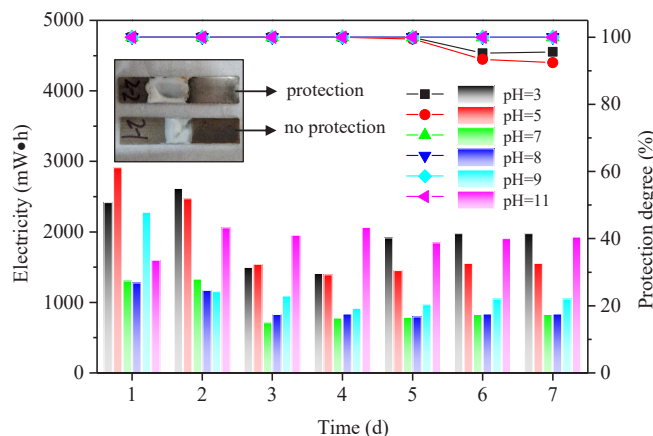 5000
4000
3000
2000
1000
0
Electricity (mW•h)
100
80
60
40
20
0
Protection degree (%)
1 2 3 4 5 6 7
Time (d)
protection
no protection
pH=3
pH=5
pH=7
pH=8
pH=9
pH=11